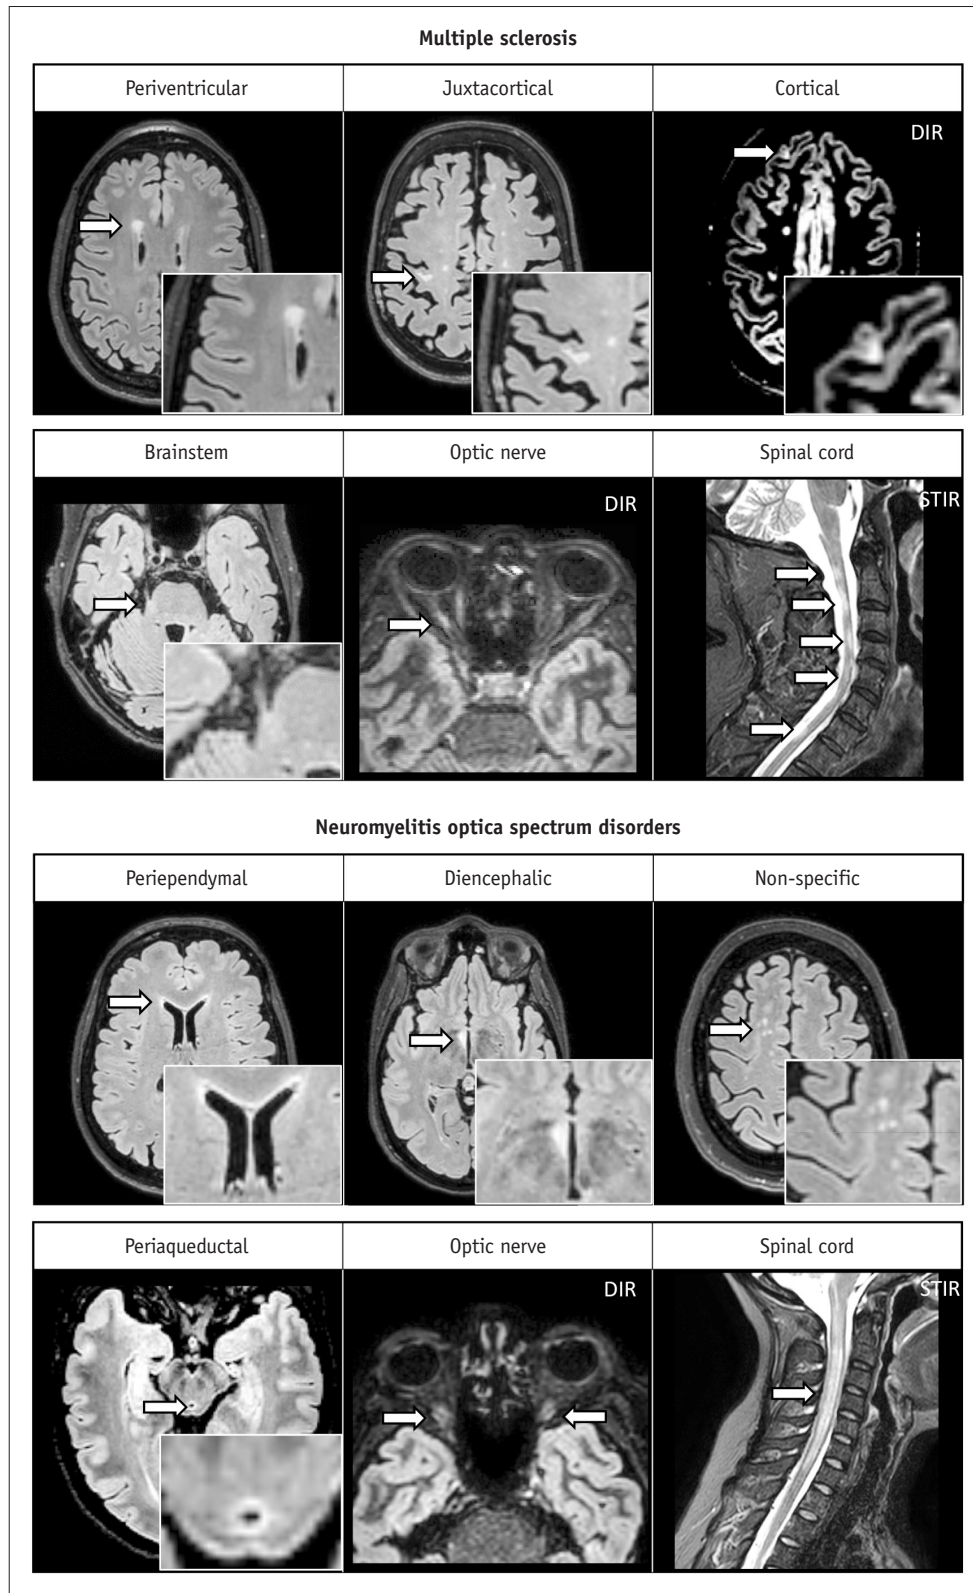 Multiple sclerosis
Periventricular
Juxtacortical
Cortical
DIR
Brainstem
Optic nerve
Spinal cord
DIR
STIR
Neuromyelitis optica spectrum disorders
Periependymal
Diencephalic
Non-specific
Periaqueductal
Optic nerve
Spinal cord
DIR
STIR